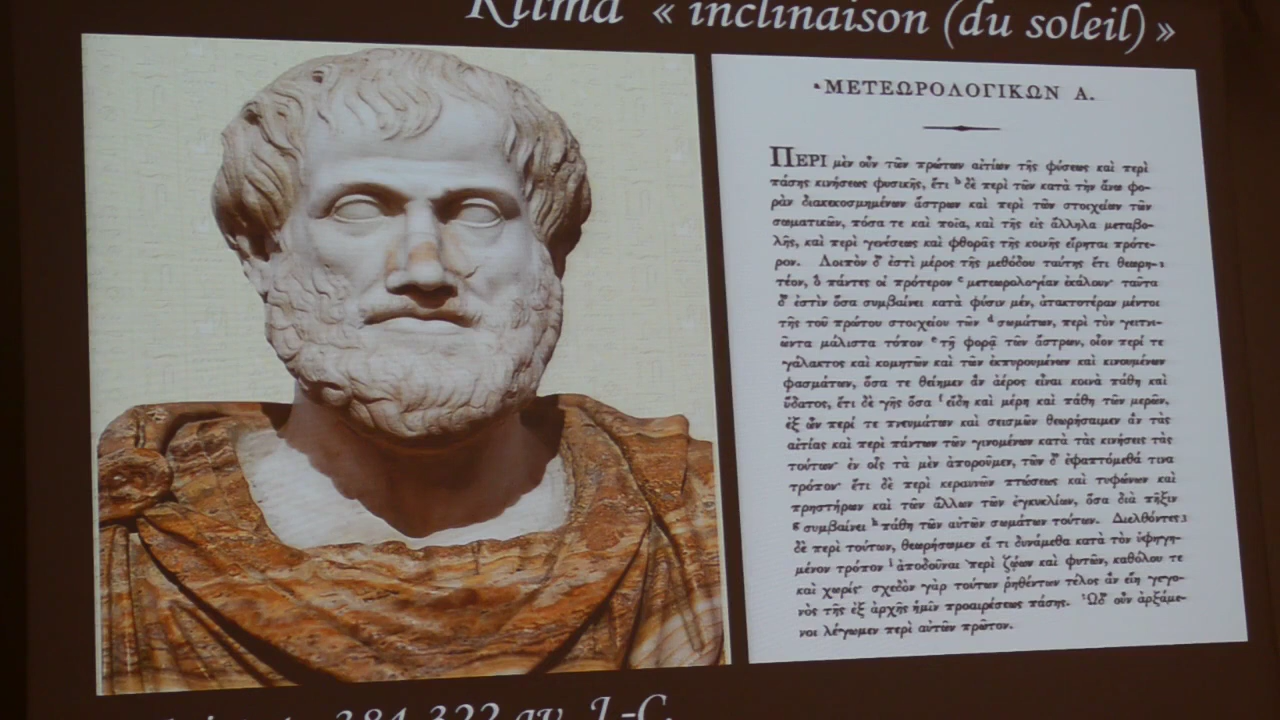 Klima « inclinaison (du soleil) »
ΜΕΤΕΩΡΟΛΟΓΙΚΩΝ Α.
ΠΕΡΙ μὲν οὖν τῶν πρώτων αἰτίων τῆς φύσεως καὶ περὶ
πάσης κινήσεως φυσικῆς, ἔτι ᵇ δὲ περὶ τῶν κατὰ τὴν ἄνω φο-
ρὰν διακεκοσμημένων ἄστρων καὶ περὶ τῶν στοιχείων τῶν
σωματικῶν, πόσα τε καὶ ποῖα, καὶ τῆς εἰς ἄλληλα μεταβο-
λῆς, καὶ περὶ γενέσεως καὶ φθορᾶς τῆς κοινῆς εἴρηται πρότε-
ρον. Λοιπὸν δ᾽ ἐστὶ μέρος τῆς μεθόδου ταύτης ἔτι θεωρη-
τέον, ὃ πάντες οἱ πρότερον ᶜ μετεωρολογίαν ἐκάλουν· ταῦτα
δ᾽ ἐστὶν ὅσα συμβαίνει κατὰ φύσιν μέν, ἀτακτοτέραν μέντοι
τῆς τοῦ πρώτου στοιχείου τῶν ᵈ σωμάτων, περὶ τὸν γειτνι-
ῶντα μάλιστα τόπον ᵉ τῇ φορᾷ τῶν ἄστρων, οἷον περί τε
γάλακτος καὶ κομητῶν καὶ τῶν ἐκπυρουμένων καὶ κινουμένων
φασμάτων, ὅσα τε θείημεν ἂν ἀέρος εἶναι κοινὰ πάθη καὶ
ὕδατος, ἔτι δὲ γῆς ὅσα ᶠ εἴδη καὶ μέρη καὶ πάθη τῶν μερῶν,
ἐξ ὧν περί τε πνευμάτων καὶ σεισμῶν θεωρήσαιμεν ἂν τὰς
αἰτίας καὶ περὶ πάντων τῶν γινομένων κατὰ τὰς κινήσεις τὰς
τούτων· ἐν οἷς τὰ μὲν ἀποροῦμεν, τῶν δ᾽ ἐφαπτόμεθά τινα
τρόπον· ἔτι δὲ περὶ κεραυνῶν πτώσεως καὶ τυφώνων καὶ
πρηστήρων καὶ τῶν ἄλλων τῶν ἐγκυκλίων, ὅσα διὰ πῆξιν
ᵍ συμβαίνει ʰ πάθη τῶν αὐτῶν σωμάτων τούτων. Διελθόντες
δὲ περὶ τούτων, θεωρήσωμεν εἴ τι δυνάμεθα κατὰ τὸν ὑφηγη-
μένον τρόπον ⁱ ἀποδοῦναι περὶ ζῴων καὶ φυτῶν, καθόλου τε
καὶ χωρίς· σχεδὸν γὰρ τούτων ῥηθέντων τέλος ἂν εἴη γεγο-
νὸς τῆς ἐξ ἀρχῆς ἡμῖν προαιρέσεως πάσης. Ὧδ᾽ οὖν ἀρξάμε-
νοι λέγωμεν περὶ αὐτῶν πρῶτον.
384-322 av. J.-C.